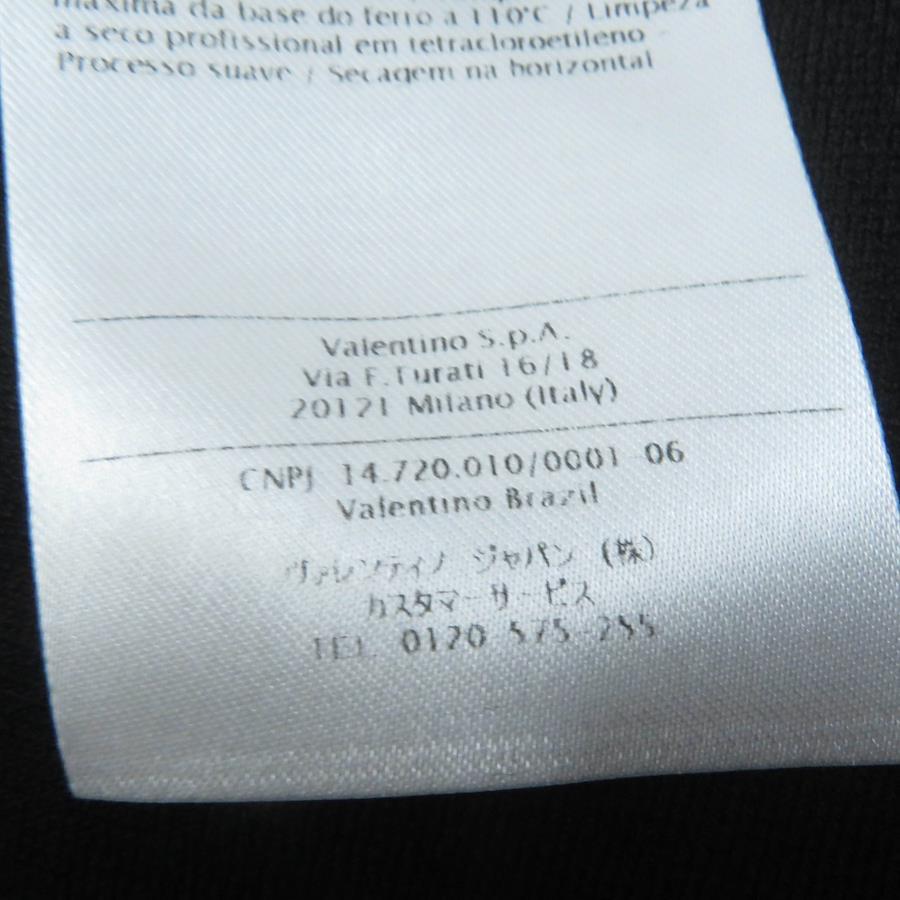 máxima da base do ferro a 110°C / Limpeza
a seco profissional em tetracloroetileno
Processo suave / Secagem na horizontal
Valentino S.p.A.
Via F.Turati 16/18
20121 Milano (Italy)
CNPJ 14.720.010/0001-06
Valentino Brazil
ヴァレンティノ ジャパン (株)
カスタマーサービス
TEL 0120-575-255